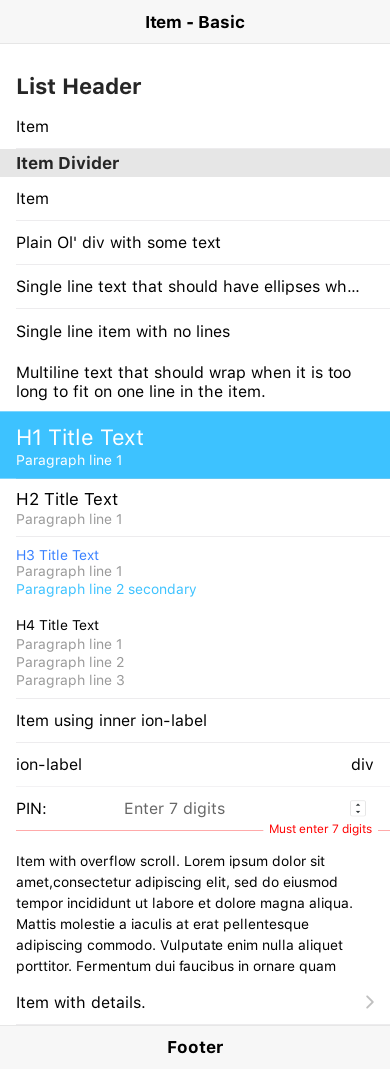 Item - Basic
List Header
Item
Item Divider
Item
Plain Ol' div with some text
Single line text that should have ellipses wh...
Single line item with no lines
Multiline text that should wrap when it is too
long to fit on one line in the item.
H1 Title Text
Paragraph line 1
H2 Title Text
Paragraph line 1
H3 Title Text
Paragraph line 1
Paragraph line 2 secondary
H4 Title Text
Paragraph line 1
Paragraph line 2
Paragraph line 3
Item using inner ion-label
ion-label div
PIN: Enter 7 digits
Must enter 7 digits
Item with overflow scroll. Lorem ipsum dolor sit
amet,consectetur adipiscing elit, sed do eiusmod
tempor incididunt ut labore et dolore magna aliqua.
Mattis molestie a iaculis at erat pellentesque
adipiscing commodo. Vulputate enim nulla aliquet
porttitor. Fermentum dui faucibus in ornare quam
Item with details.
Footer